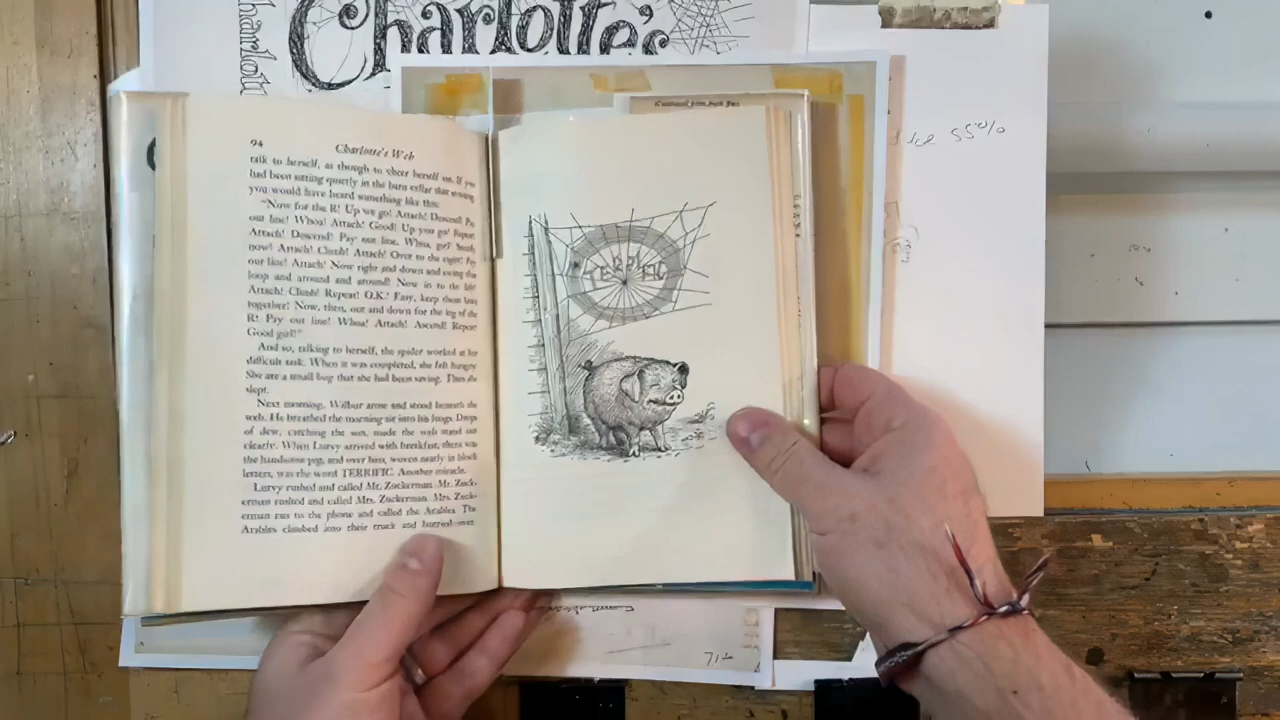 Charlotte's
ver 55%
94 Charlotte's Web
talk to herself, as though to cheer herself on. If you
had been sitting quietly in the barn cellar that evening
you would have heard something like this:
"Now for the R! Up we go! Attach! Descend! Pay
out line! Whoa! Attach! Good! Up you go! Repeat!
Attach! Descend! Pay out line. Whoa, girl! Steady
now! Attach! Climb! Attach! Over to the right! Pay
out line! Attach! Now right and down and swing that
loop and around and around! Now in to the left!
Attach! Climb! Repeat! O.K.! Easy, keep those lines
together! Now, then, out and down for the leg of the
R! Pay out line! Whoa! Attach! Ascend! Repeat!
Good girl!"
And so, talking to herself, the spider worked at her
difficult task. When it was completed, she felt hungry.
She ate a small bug that she had been saving. Then she
slept.
Next morning, Wilbur arose and stood beneath the
web. He breathed the morning air into his lungs. Drops
of dew, catching the sun, made the web stand out
clearly. When Lurvy arrived with breakfast, there was
the handsome pig, and over him, woven neatly in block
letters, was the word TERRIFIC. Another miracle.
Lurvy rushed and called Mr. Zuckerman. Mr. Zuck-
erman rushed and called Mrs. Zuckerman. Mrs. Zuck-
erman ran to the phone and called the Arables. The
Arables climbed into their truck and hurried over.
TERRIFIC